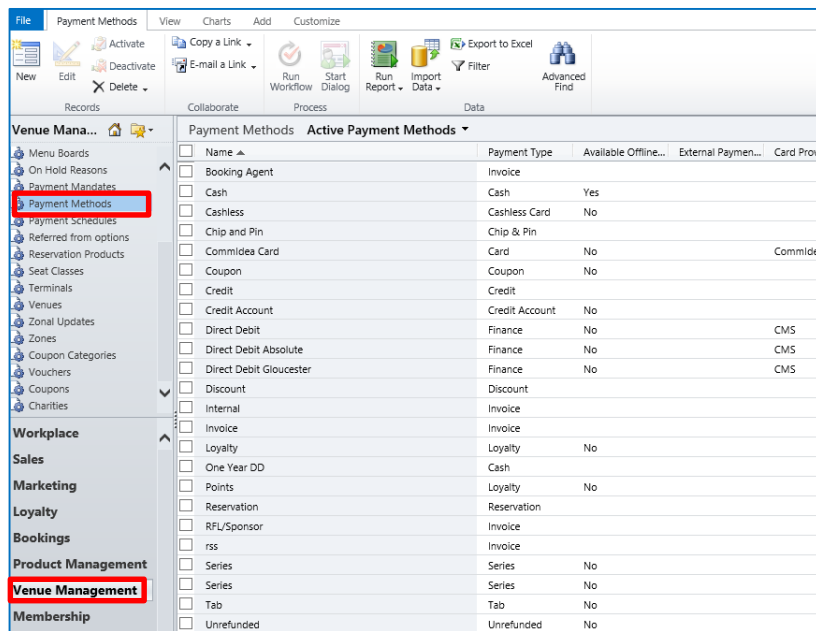 File Payment Methods View Charts Add Customize
New
Edit
Activate
Deactivate
Delete
Records
Copy a Link
E-mail a Link
Collaborate
Run Workflow
Start Dialog
Process
Run Report
Import Data
Export to Excel
Filter
Advanced Find
Data
Venue Mana...
Menu Boards
On Hold Reasons
Payment Mandates
Payment Methods
Payment Schedules
Referred from options
Reservation Products
Seat Classes
Terminals
Venues
Zonal Updates
Zones
Coupon Categories
Vouchers
Coupons
Charities
Workplace
Sales
Marketing
Loyalty
Bookings
Product Management
Venue Management
Membership
Payment Methods Active Payment Methods
Name Payment Type Available Offline... External Paymen... Card Prov
Booking Agent Invoice
Cash Cash Yes
Cashless Cashless Card No
Chip and Pin Chip & Pin
CommIdea Card Card No CommIde
Coupon Coupon No
Credit Credit
Credit Account Credit Account No
Direct Debit Finance No CMS
Direct Debit Absolute Finance No CMS
Direct Debit Gloucester Finance No CMS
Discount Discount
Internal Invoice
Invoice Invoice
Loyalty Loyalty No
One Year DD Cash
Points Loyalty No
Reservation Reservation
RFL/Sponsor Invoice
rss Invoice
Series Series No
Series Series No
Tab Tab No
Unrefunded Unrefunded No